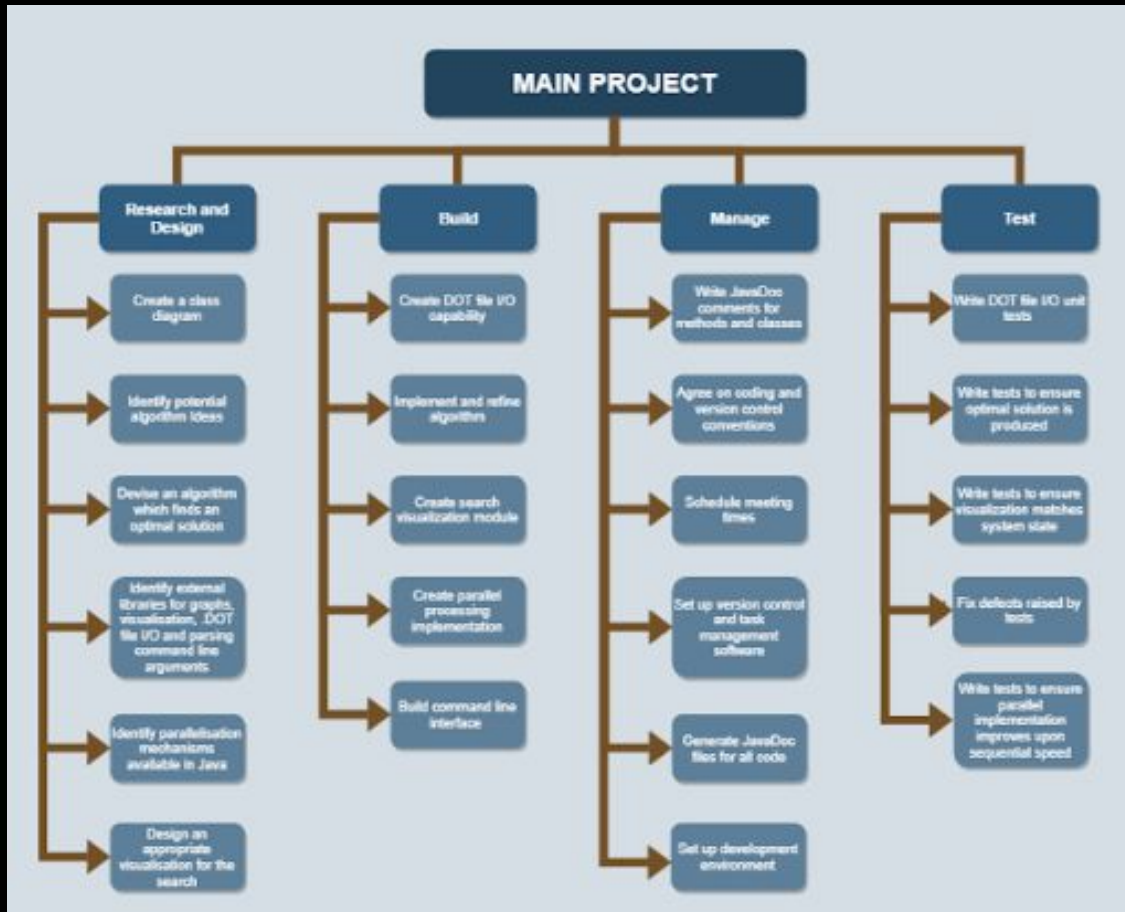 MAIN PROJECT
Research and
Design
Create a class
diagram
Identify potential
algorithm ideas
Devise an algorithm
which finds an
optimal solution
Identify external
libraries for graphs,
visualisation, .DOT
file I/O and parsing
command line
arguments
Identify parallelisation
mechanisms
available in Java
Design an
appropriate
visualisation for the
search
Build
Create DOT file I/O
capability
Implement and refine
algorithm
Create search
visualization module
Create parallel
processing
implementation
Build command line
interface
Manage
Write JavaDoc
comments for
methods and classes
Agree on coding and
version control
conventions
Schedule meeting
times
Set up version control
and task
management
software
Generate JavaDoc
files for all code
Set up development
environment
Test
Write DOT file I/O unit
tests
Write tests to ensure
optimal solution is
produced
Write tests to ensure
visualization matches
system state
Fix defects raised by
tests
Write tests to ensure
parallel
implementation
improves upon
sequential speed